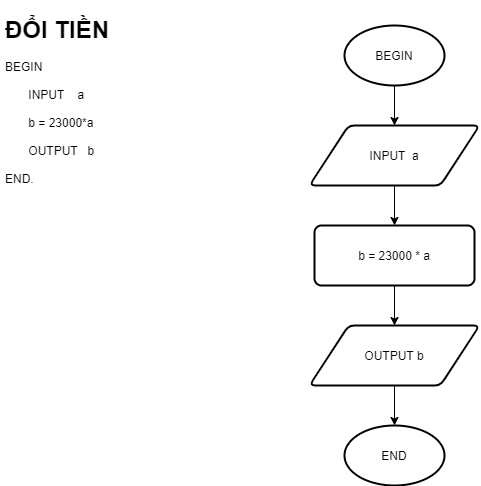 ĐỔI TIỀN
BEGIN
INPUT a
b = 23000*a
OUTPUT b
END.
BEGIN
INPUT a
b = 23000 * a
OUTPUT b
END